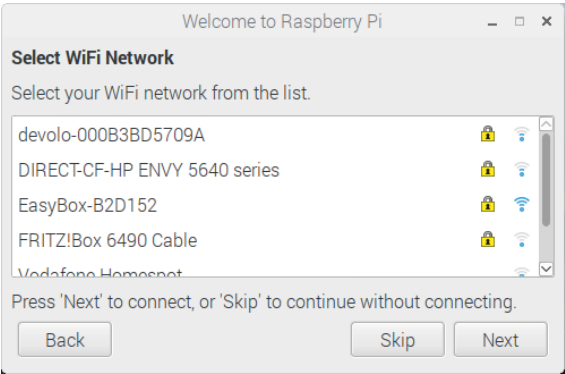 Welcome to Raspberry Pi
Select WiFi Network
Select your WiFi network from the list.
devolo-000B3BD5709A
DIRECT-CF-HP ENVY 5640 series
EasyBox-B2D152
FRITZ!Box 6490 Cable
Vodafone Homespot
Press 'Next' to connect, or 'Skip' to continue without connecting.
Back
Skip
Next